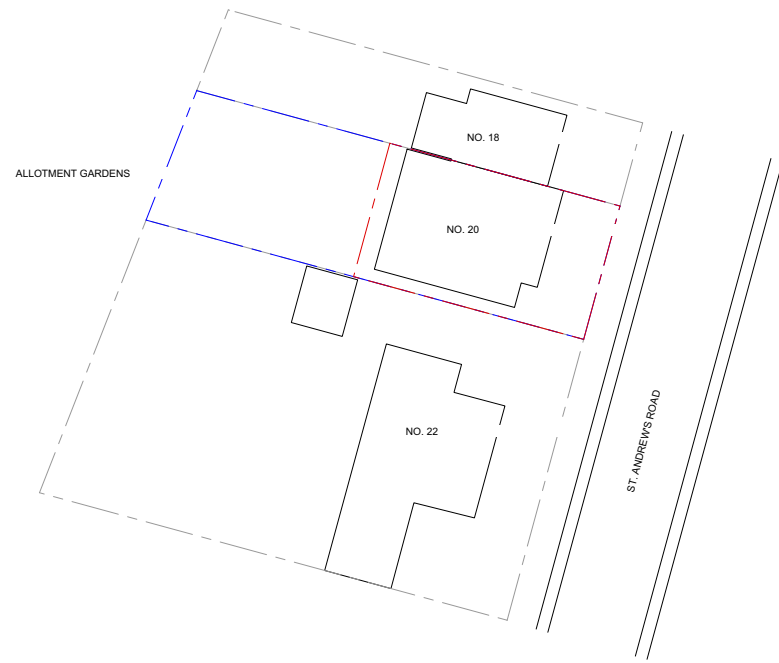 NO. 18
ALLOTMENT GARDENS
NO. 20
ST. ANDREW'S ROAD
NO. 22